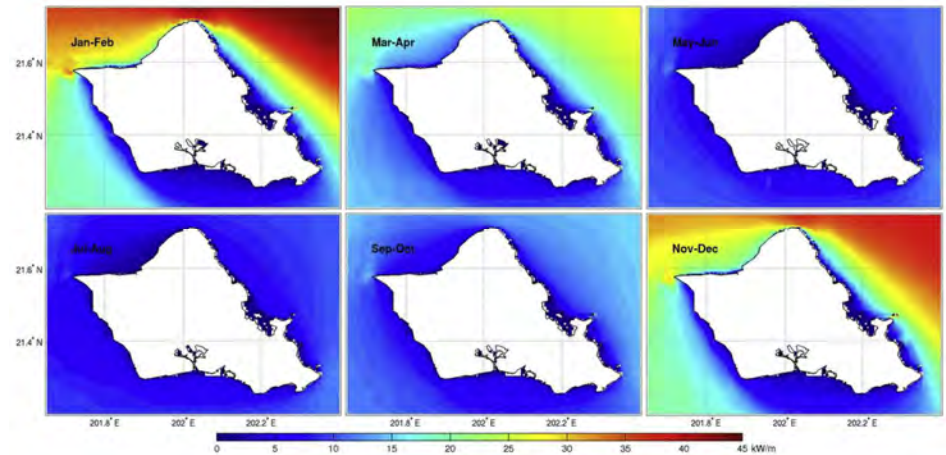 Jan-Feb
Mar-Apr
May-Jun
21.6° N
21.4° N
Jul-Aug
Sep-Oct
Nov-Dec
21.6° N
21.4° N
201.8° E 202° E 202.2° E
201.8° E 202° E 202.2° E
201.8° E 202° E 202.2° E
0 5 10 15 20 25 30 35 40 45 kW/m